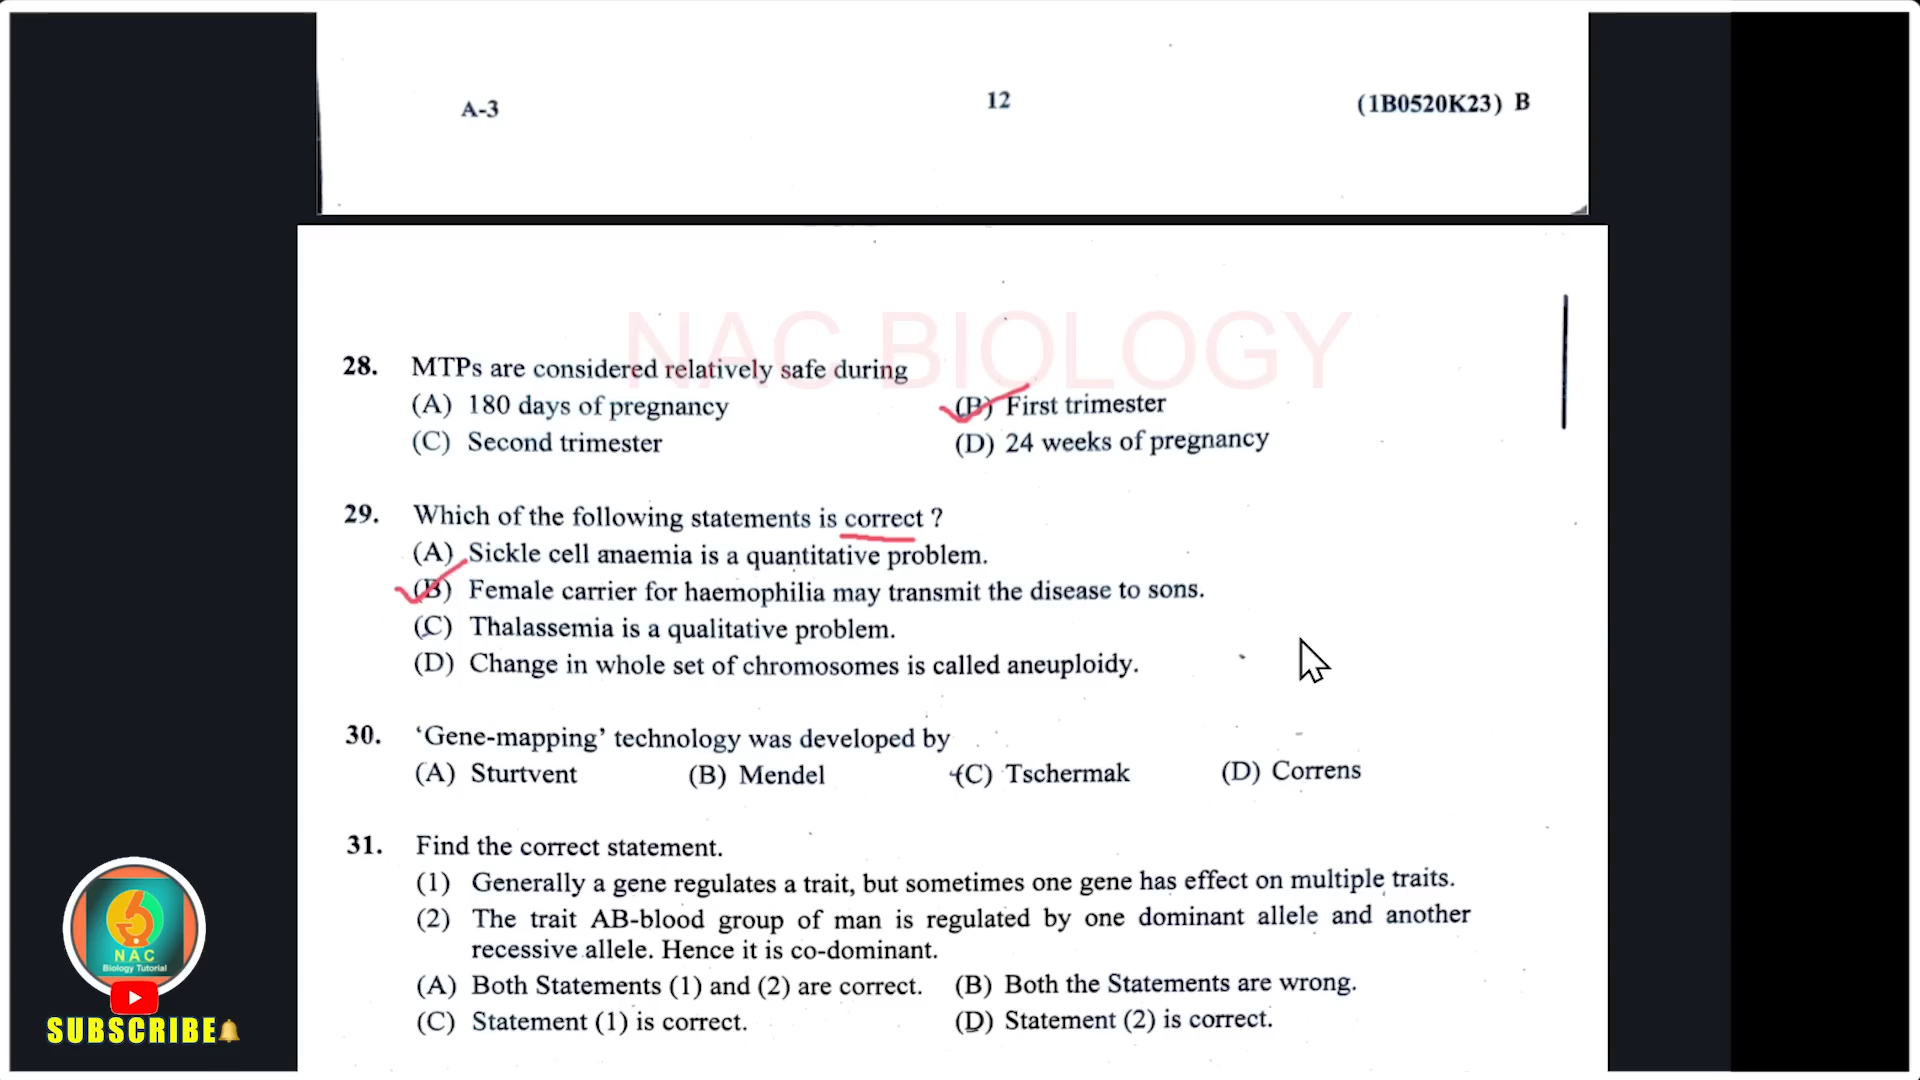 A-3 12 (1B0520K23) B
NAC BIOLOGY
28. MTPs are considered relatively safe during
(A) 180 days of pregnancy (B) First trimester
(C) Second trimester (D) 24 weeks of pregnancy
29. Which of the following statements is correct ?
(A) Sickle cell anaemia is a quantitative problem.
(B) Female carrier for haemophilia may transmit the disease to sons.
(C) Thalassemia is a qualitative problem.
(D) Change in whole set of chromosomes is called aneuploidy.
30. ‘Gene-mapping’ technology was developed by
(A) Sturtvent (B) Mendel (C) Tschermak (D) Correns
31. Find the correct statement.
(1) Generally a gene regulates a trait, but sometimes one gene has effect on multiple traits.
(2) The trait AB-blood group of man is regulated by one dominant allele and another
recessive allele. Hence it is co-dominant.
(A) Both Statements (1) and (2) are correct. (B) Both the Statements are wrong.
(C) Statement (1) is correct. (D) Statement (2) is correct.
NAC
Biology Tutorial
SUBSCRIBE